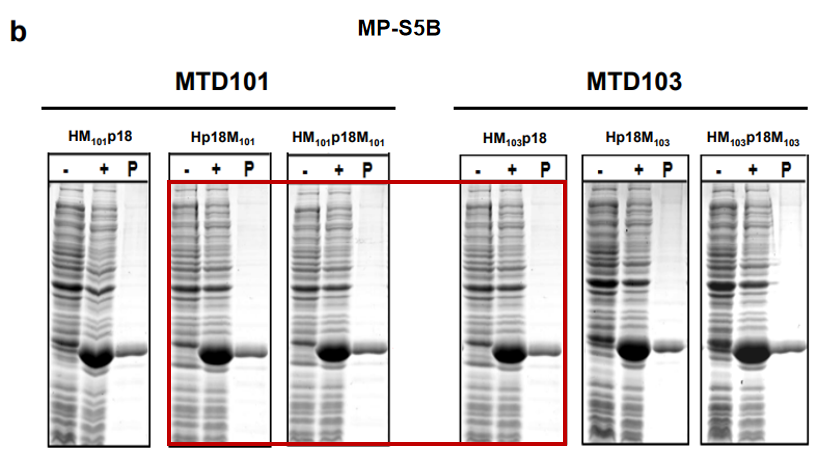 b
MP-S5B
MTD101
MTD103
HM101p18
Hp18M101
HM101p18M101
HM103p18
Hp18M103
HM103p18M103
- + P
- + P
- + P
- + P
- + P
- + P